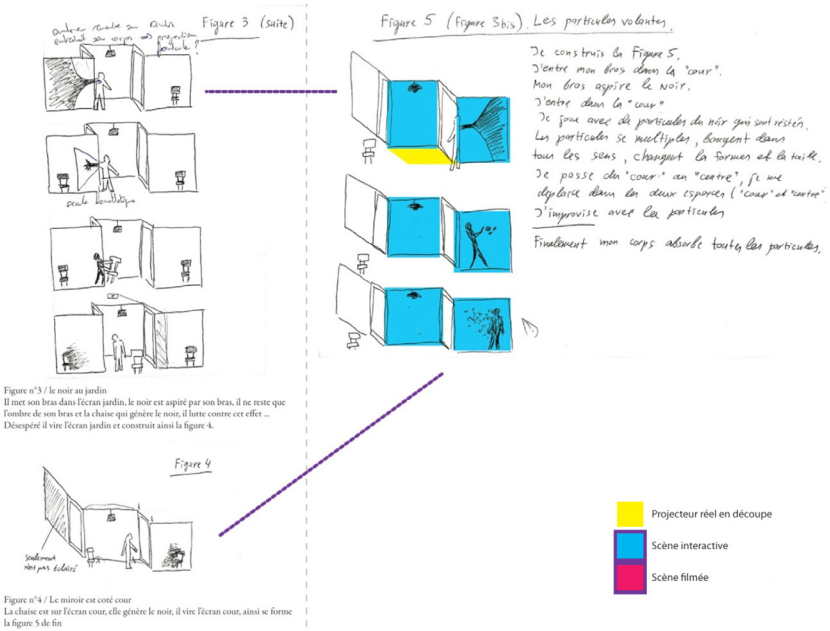 Figure 3 (suite)
seulement
n'est pas éclairé
Figure n°3 / le noir au jardin
Il met son bras dans l'écran jardin, le noir est aspiré par son bras, il ne reste que
l'ombre de son bras et la chaise qui génère le noir, il lutte contre cet effet ...
Désespéré il vire l'écran jardin et construit ainsi la figure 4.
Figure 4
Figure n°4 / Le miroir est coté cour
La chaise est sur l'écran cour, elle génère le noir, il vire l'écran cour, ainsi se forme
la figure 5 de fin
Figure 5 (Figure 3bis). Les particules volantes.
Je construis la Figure 5.
J'entre mon bras dans la "cour".
Mon bras aspire le noir.
J'entre dans la "cour"
Je joue avec de particules du noir qui sont restés.
Les particules se multiples, bougent dans
tous les sens, changent la formes et la taille.
Je passe du "cour" au "centre", je me
deplaise dans les deux espaces ("cour" et "centre"
J'improvise avec les particules
Finalement mon corps absorbe toutes les particules.
Projecteur réel en découpe
Scène interactive
Scène filmée